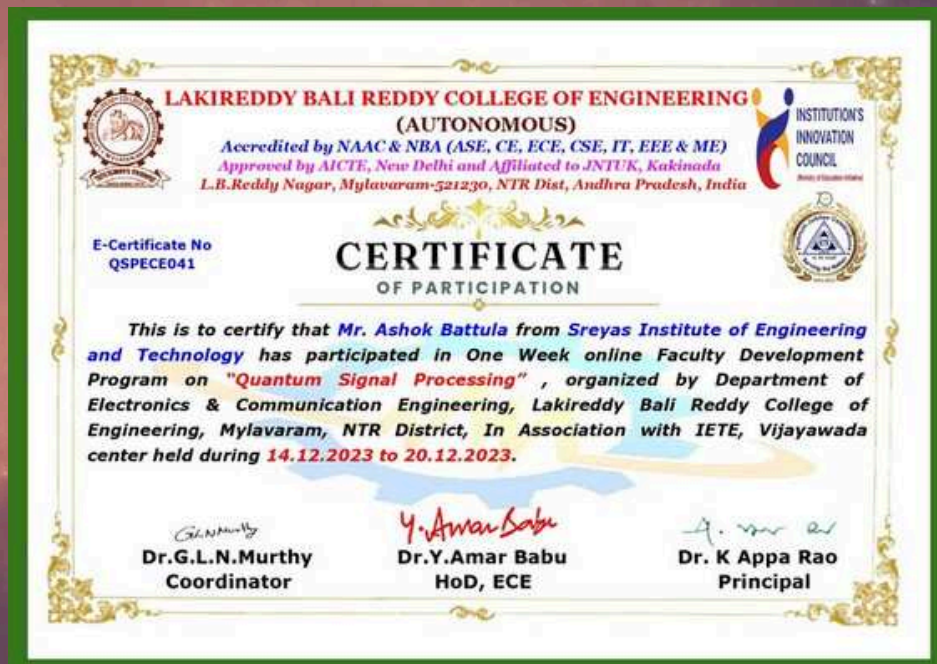 LAKIREDDY BALI REDDY COLLEGE OF ENGINEERING
(AUTONOMOUS)
Accredited by NAAC & NBA (ASE, CE, ECE, CSE, IT, EEE & ME)
Approved by AICTE, New Delhi and Affiliated to JNTUK, Kakinada
L.B.Reddy Nagar, Mylavaram-521230, NTR Dist, Andhra Pradesh, India
INSTITUTION'S
INNOVATION
COUNCIL
(Ministry of Education Initiative)
E-Certificate No
QSPECE041
CERTIFICATE
OF PARTICIPATION
This is to certify that Mr. Ashok Battula from Sreyas Institute of Engineering
and Technology has participated in One Week online Faculty Development
Program on "Quantum Signal Processing" , organized by Department of
Electronics & Communication Engineering, Lakireddy Bali Reddy College of
Engineering, Mylavaram, NTR District, In Association with IETE, Vijayawada
center held during 14.12.2023 to 20.12.2023.
Y. Amar Babu
Dr.G.L.N.Murthy
Dr.Y.Amar Babu
Dr. K Appa Rao
Coordinator
HoD, ECE
Principal